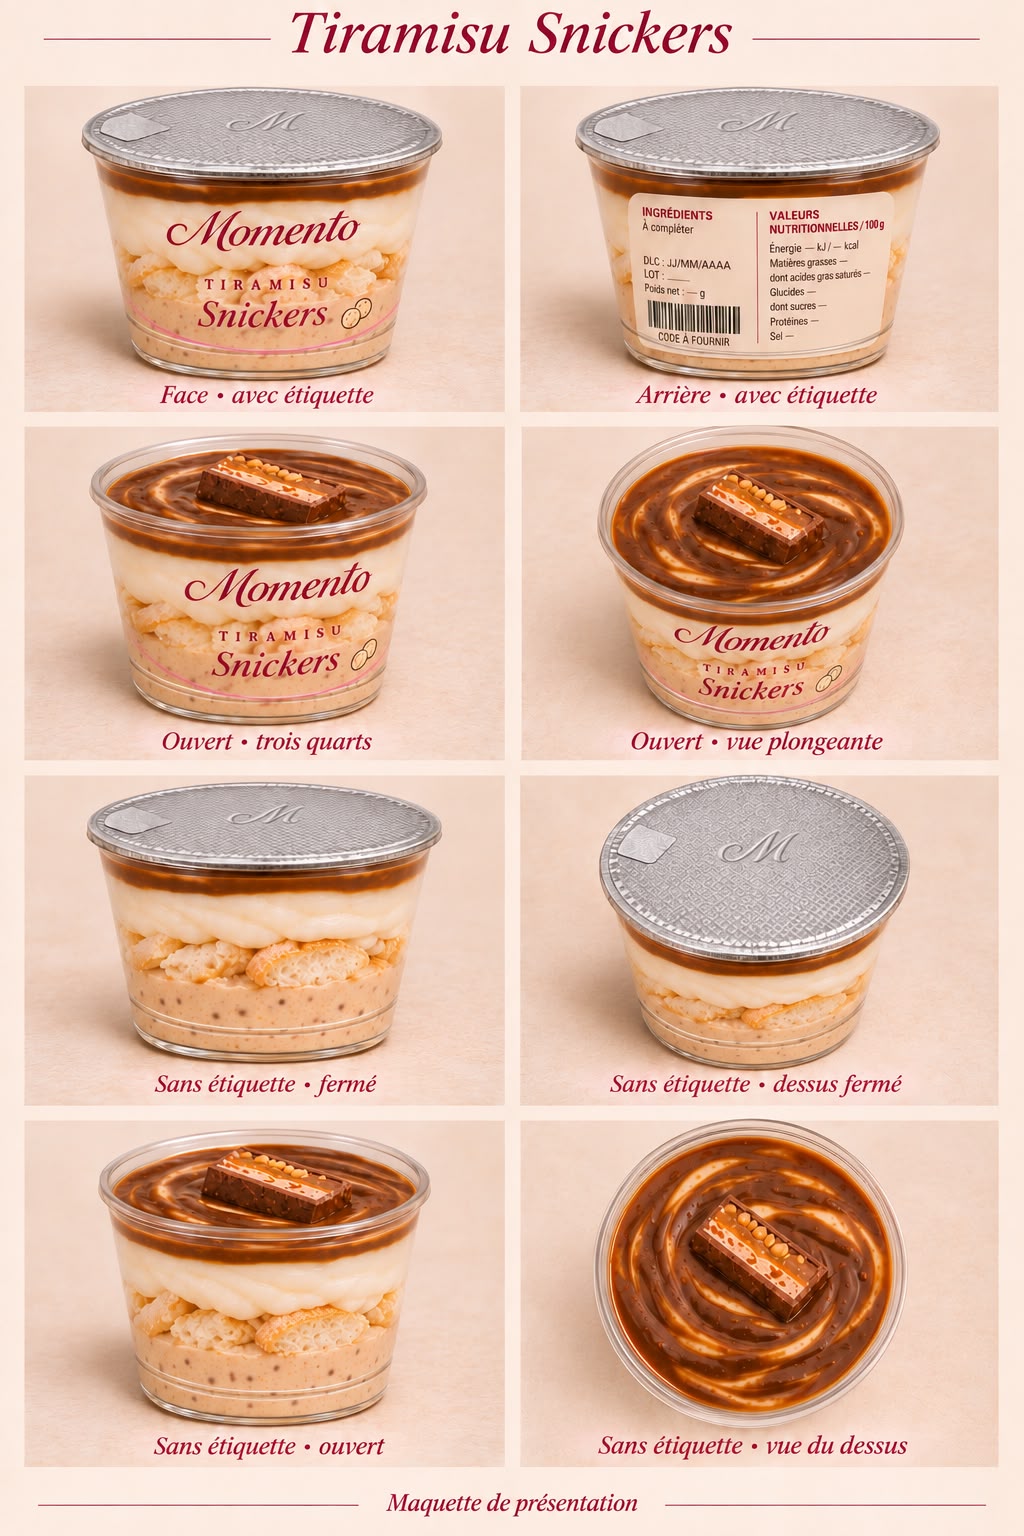 Tiramisu Snickers
M
Momento
TIRAMISU
Snickers
Face • avec étiquette
M
INGRÉDIENTS
À compléter
DLC : JJ/MM/AAAA
LOT : ____
Poids net : — g
CODE À FOURNIR
VALEURS
NUTRITIONNELLES / 100 g
Énergie — kJ / — kcal
Matières grasses —
dont acides gras saturés —
Glucides —
dont sucres —
Protéines —
Sel —
Arrière • avec étiquette
Momento
TIRAMISU
Snickers
Ouvert • trois quarts
Momento
TIRAMISU
Snickers
Ouvert • vue plongeante
M
Sans étiquette • fermé
M
Sans étiquette • dessus fermé
Sans étiquette • ouvert
Sans étiquette • vue du dessus
Maquette de présentation